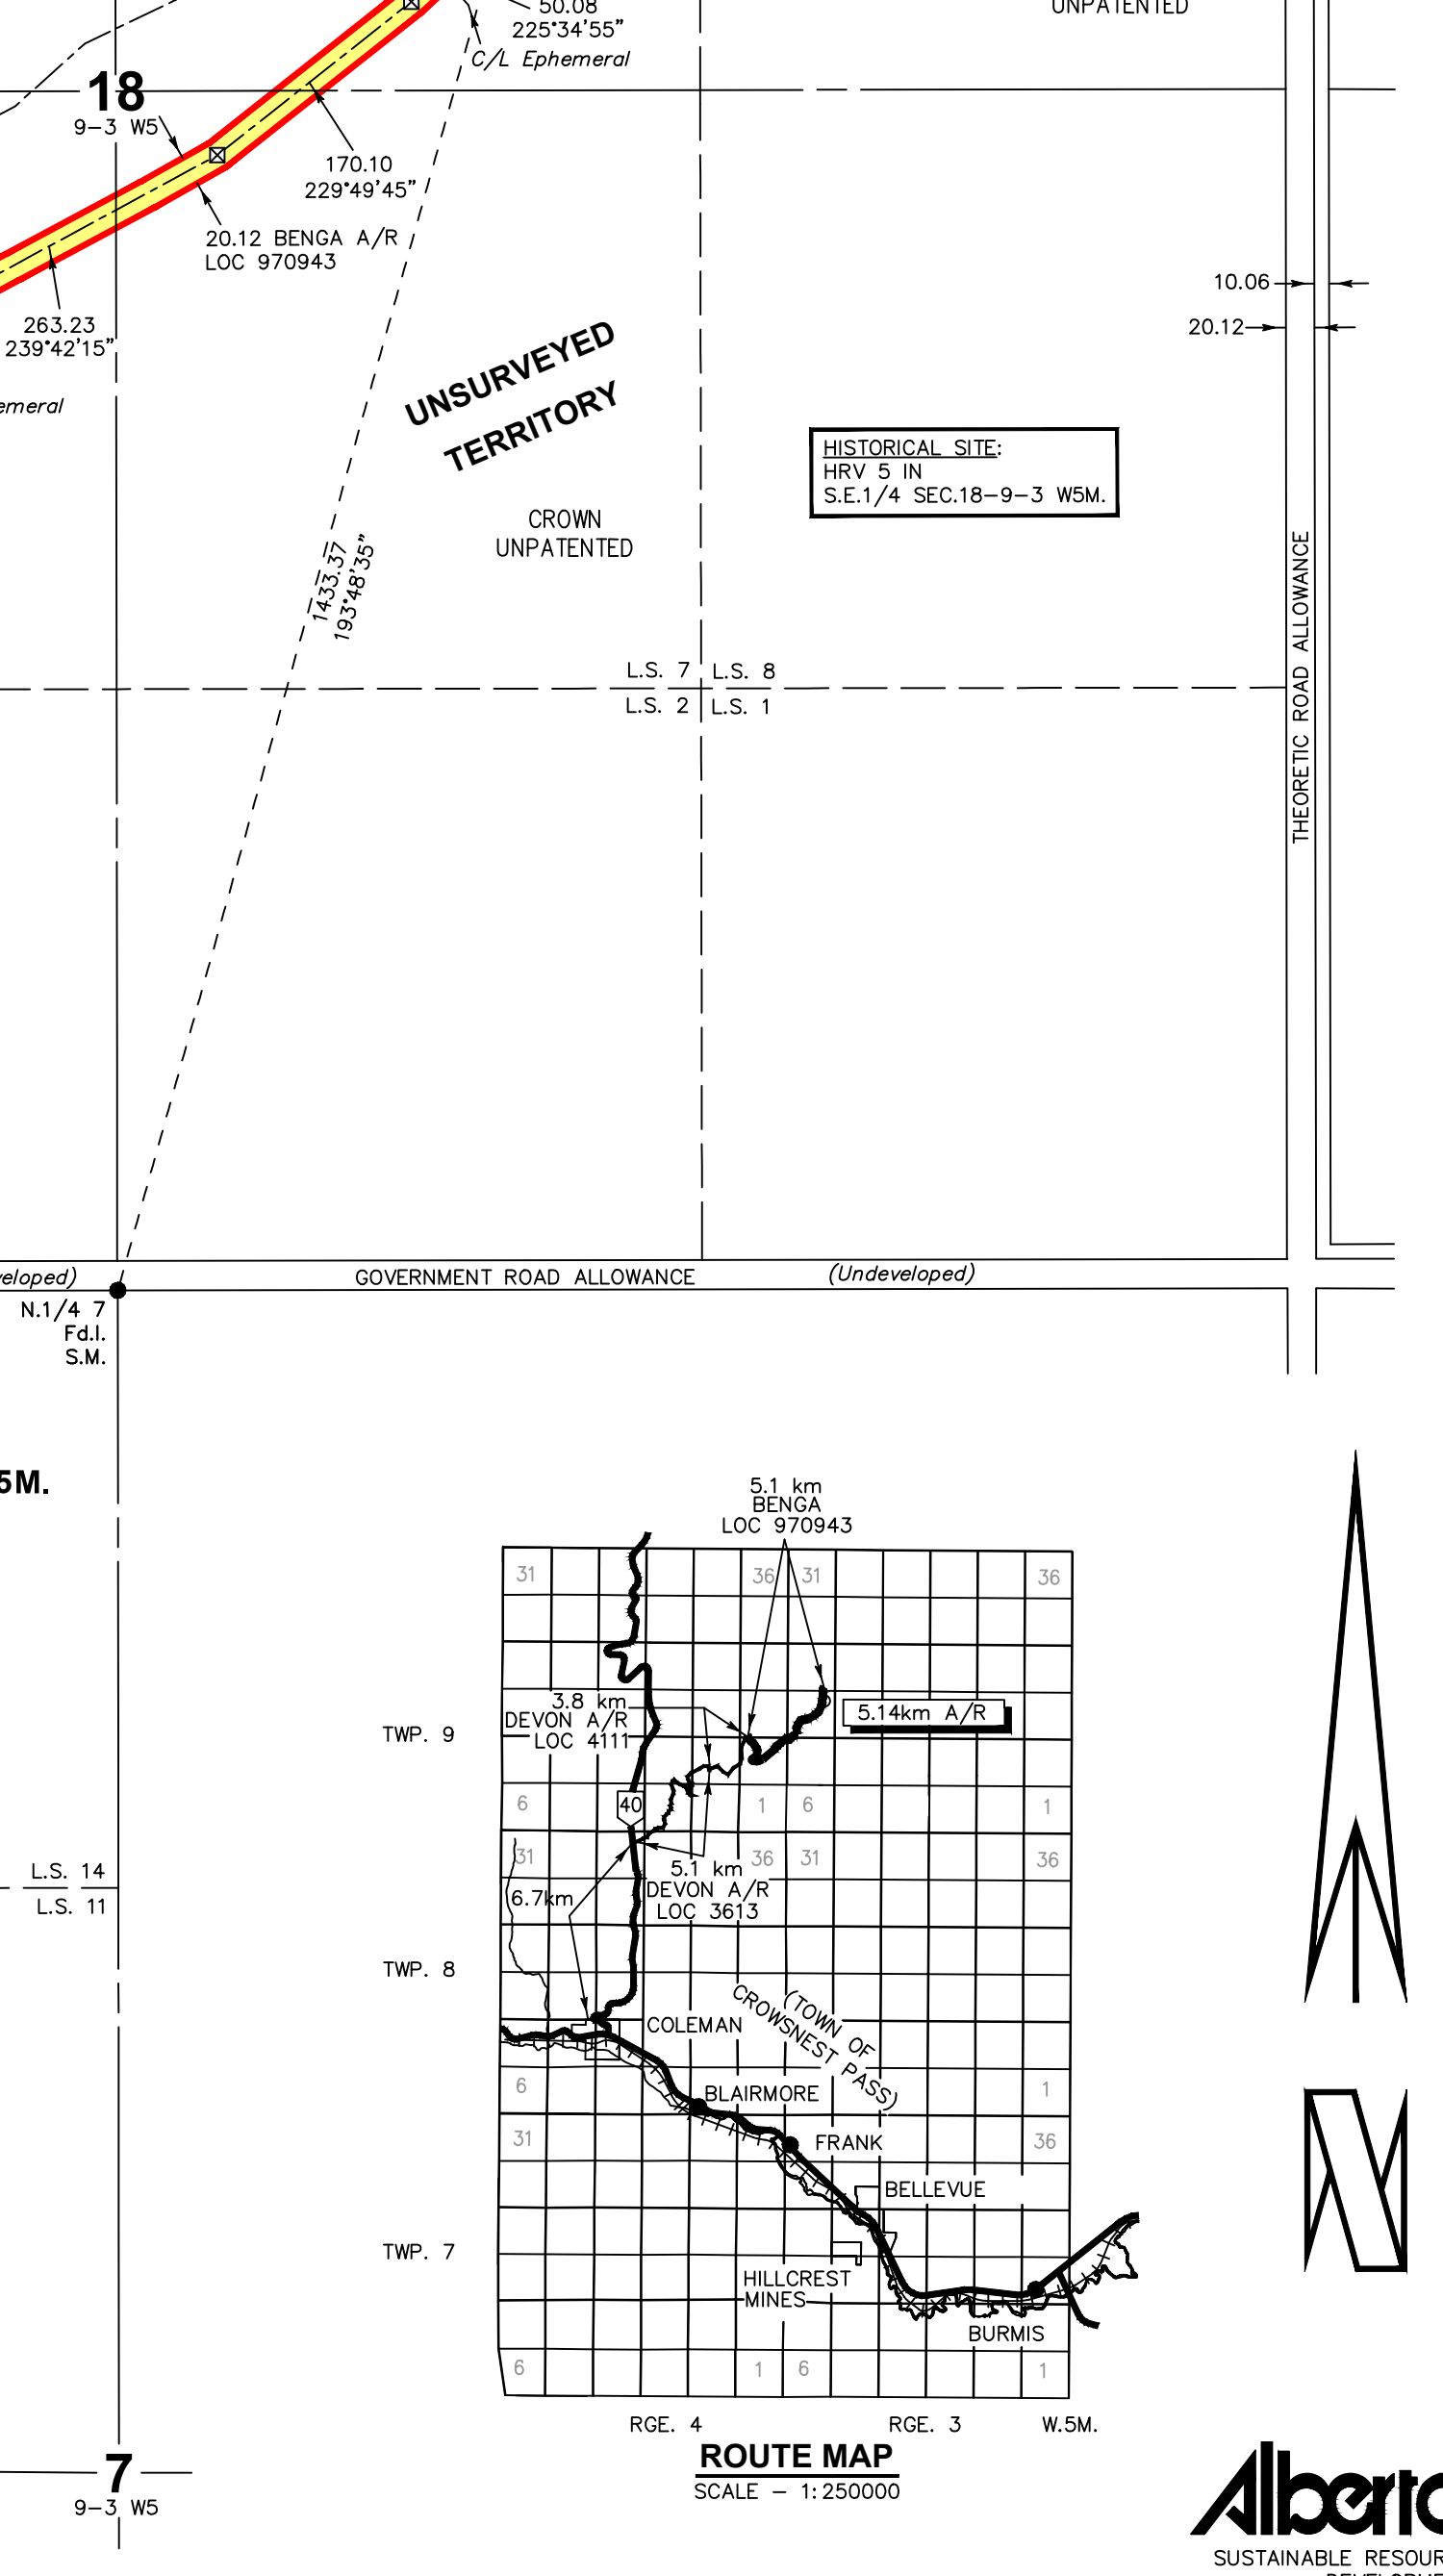 50.08
225°34'55"
UNPATENTED
C/L Ephemeral
18
9-3 W5
170.10
229°49'45"
20.12 BENGA A/R
LOC 970943
10.06
263.23
239°42'15"
20.12
UNSURVEYED
TERRITORY
emeral
HISTORICAL SITE:
HRV 5 IN
S.E.1/4 SEC.18-9-3 W5M.
CROWN
UNPATENTED
1433.37
193°48'35"
THEORETIC ROAD ALLOWANCE
L.S. 7 L.S. 8
L.S. 2 L.S. 1
veloped)
GOVERNMENT ROAD ALLOWANCE (Undeveloped)
N.1/4 7
Fd.I.
S.M.
5M.
5.1 km
BENGA
LOC 970943
31 36 31 36
3.8 km
DEVON A/R
LOC 4111
5.14km A/R
TWP. 9
6 40 1 6 1
31 36 31 36
5.1 km
DEVON A/R
LOC 3613
6.7km
L.S. 14
L.S. 11
TWP. 8
(TOWN OF
CROWSNEST PASS)
COLEMAN
6 1
BLAIRMORE
31 36
FRANK
BELLEVUE
TWP. 7
HILLCREST
MINES
BURMIS
6 1 6 1
RGE. 4 RGE. 3 W.5M.
ROUTE MAP
SCALE - 1:250000
7
9-3 W5
N
Alberta
SUSTAINABLE RESOUR